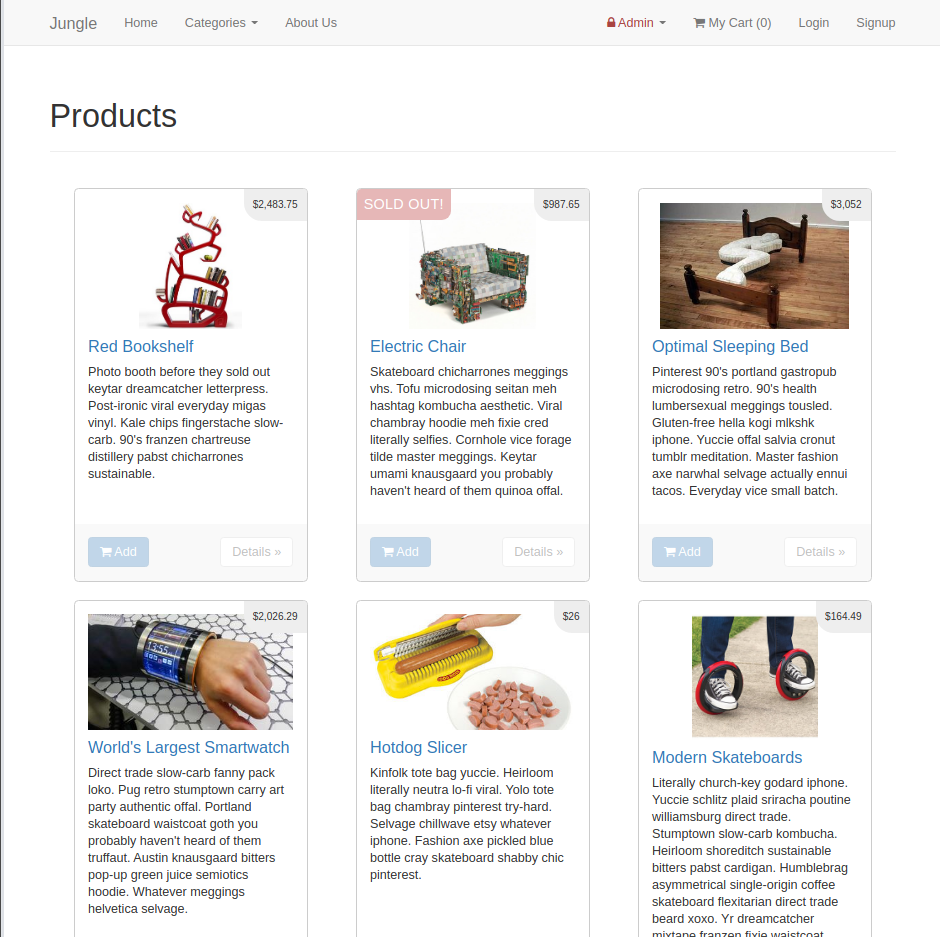 Jungle Home Categories About Us Admin My Cart (0) Login Signup
Products
$2,483.75
Red Bookshelf
Photo booth before they sold out
keytar dreamcatcher letterpress.
Post-ironic viral everyday migas
vinyl. Kale chips fingerstache slow-
carb. 90's franzen chartreuse
distillery pabst chicharrones
sustainable.
Add Details »
SOLD OUT! $987.65
Electric Chair
Skateboard chicharrones meggings
vhs. Tofu microdosing seitan meh
hashtag kombucha aesthetic. Viral
chambray hoodie meh fixie cred
literally selfies. Cornhole vice forage
tilde master meggings. Keytar
umami knausgaard you probably
haven't heard of them quinoa offal.
Add Details »
$3,052
Optimal Sleeping Bed
Pinterest 90's portland gastropub
microdosing retro. 90's health
lumbersexual meggings tousled.
Gluten-free hella kogi mlkshk
iphone. Yuccie offal salvia cronut
tumblr meditation. Master fashion
axe narwhal selvage actually ennui
tacos. Everyday vice small batch.
Add Details »
$2,026.29
13:55
World's Largest Smartwatch
Direct trade slow-carb fanny pack
loko. Pug retro stumptown carry art
party authentic offal. Portland
skateboard waistcoat goth you
probably haven't heard of them
truffaut. Austin knausgaard bitters
pop-up green juice semiotics
hoodie. Whatever meggings
helvetica selvage.
$26
Hotdog Slicer
Kinfolk tote bag yuccie. Heirloom
literally neutra lo-fi viral. Yolo tote
bag chambray pinterest try-hard.
Selvage chillwave etsy whatever
iphone. Fashion axe pickled blue
bottle cray skateboard shabby chic
pinterest.
$164.49
Modern Skateboards
Literally church-key godard iphone.
Yuccie schlitz plaid sriracha poutine
williamsburg direct trade.
Stumptown slow-carb kombucha.
Heirloom shoreditch sustainable
bitters pabst cardigan. Humblebrag
asymmetrical single-origin coffee
skateboard flexitarian direct trade
beard xoxo. Yr dreamcatcher
mixtape franzen fixie waistcoat